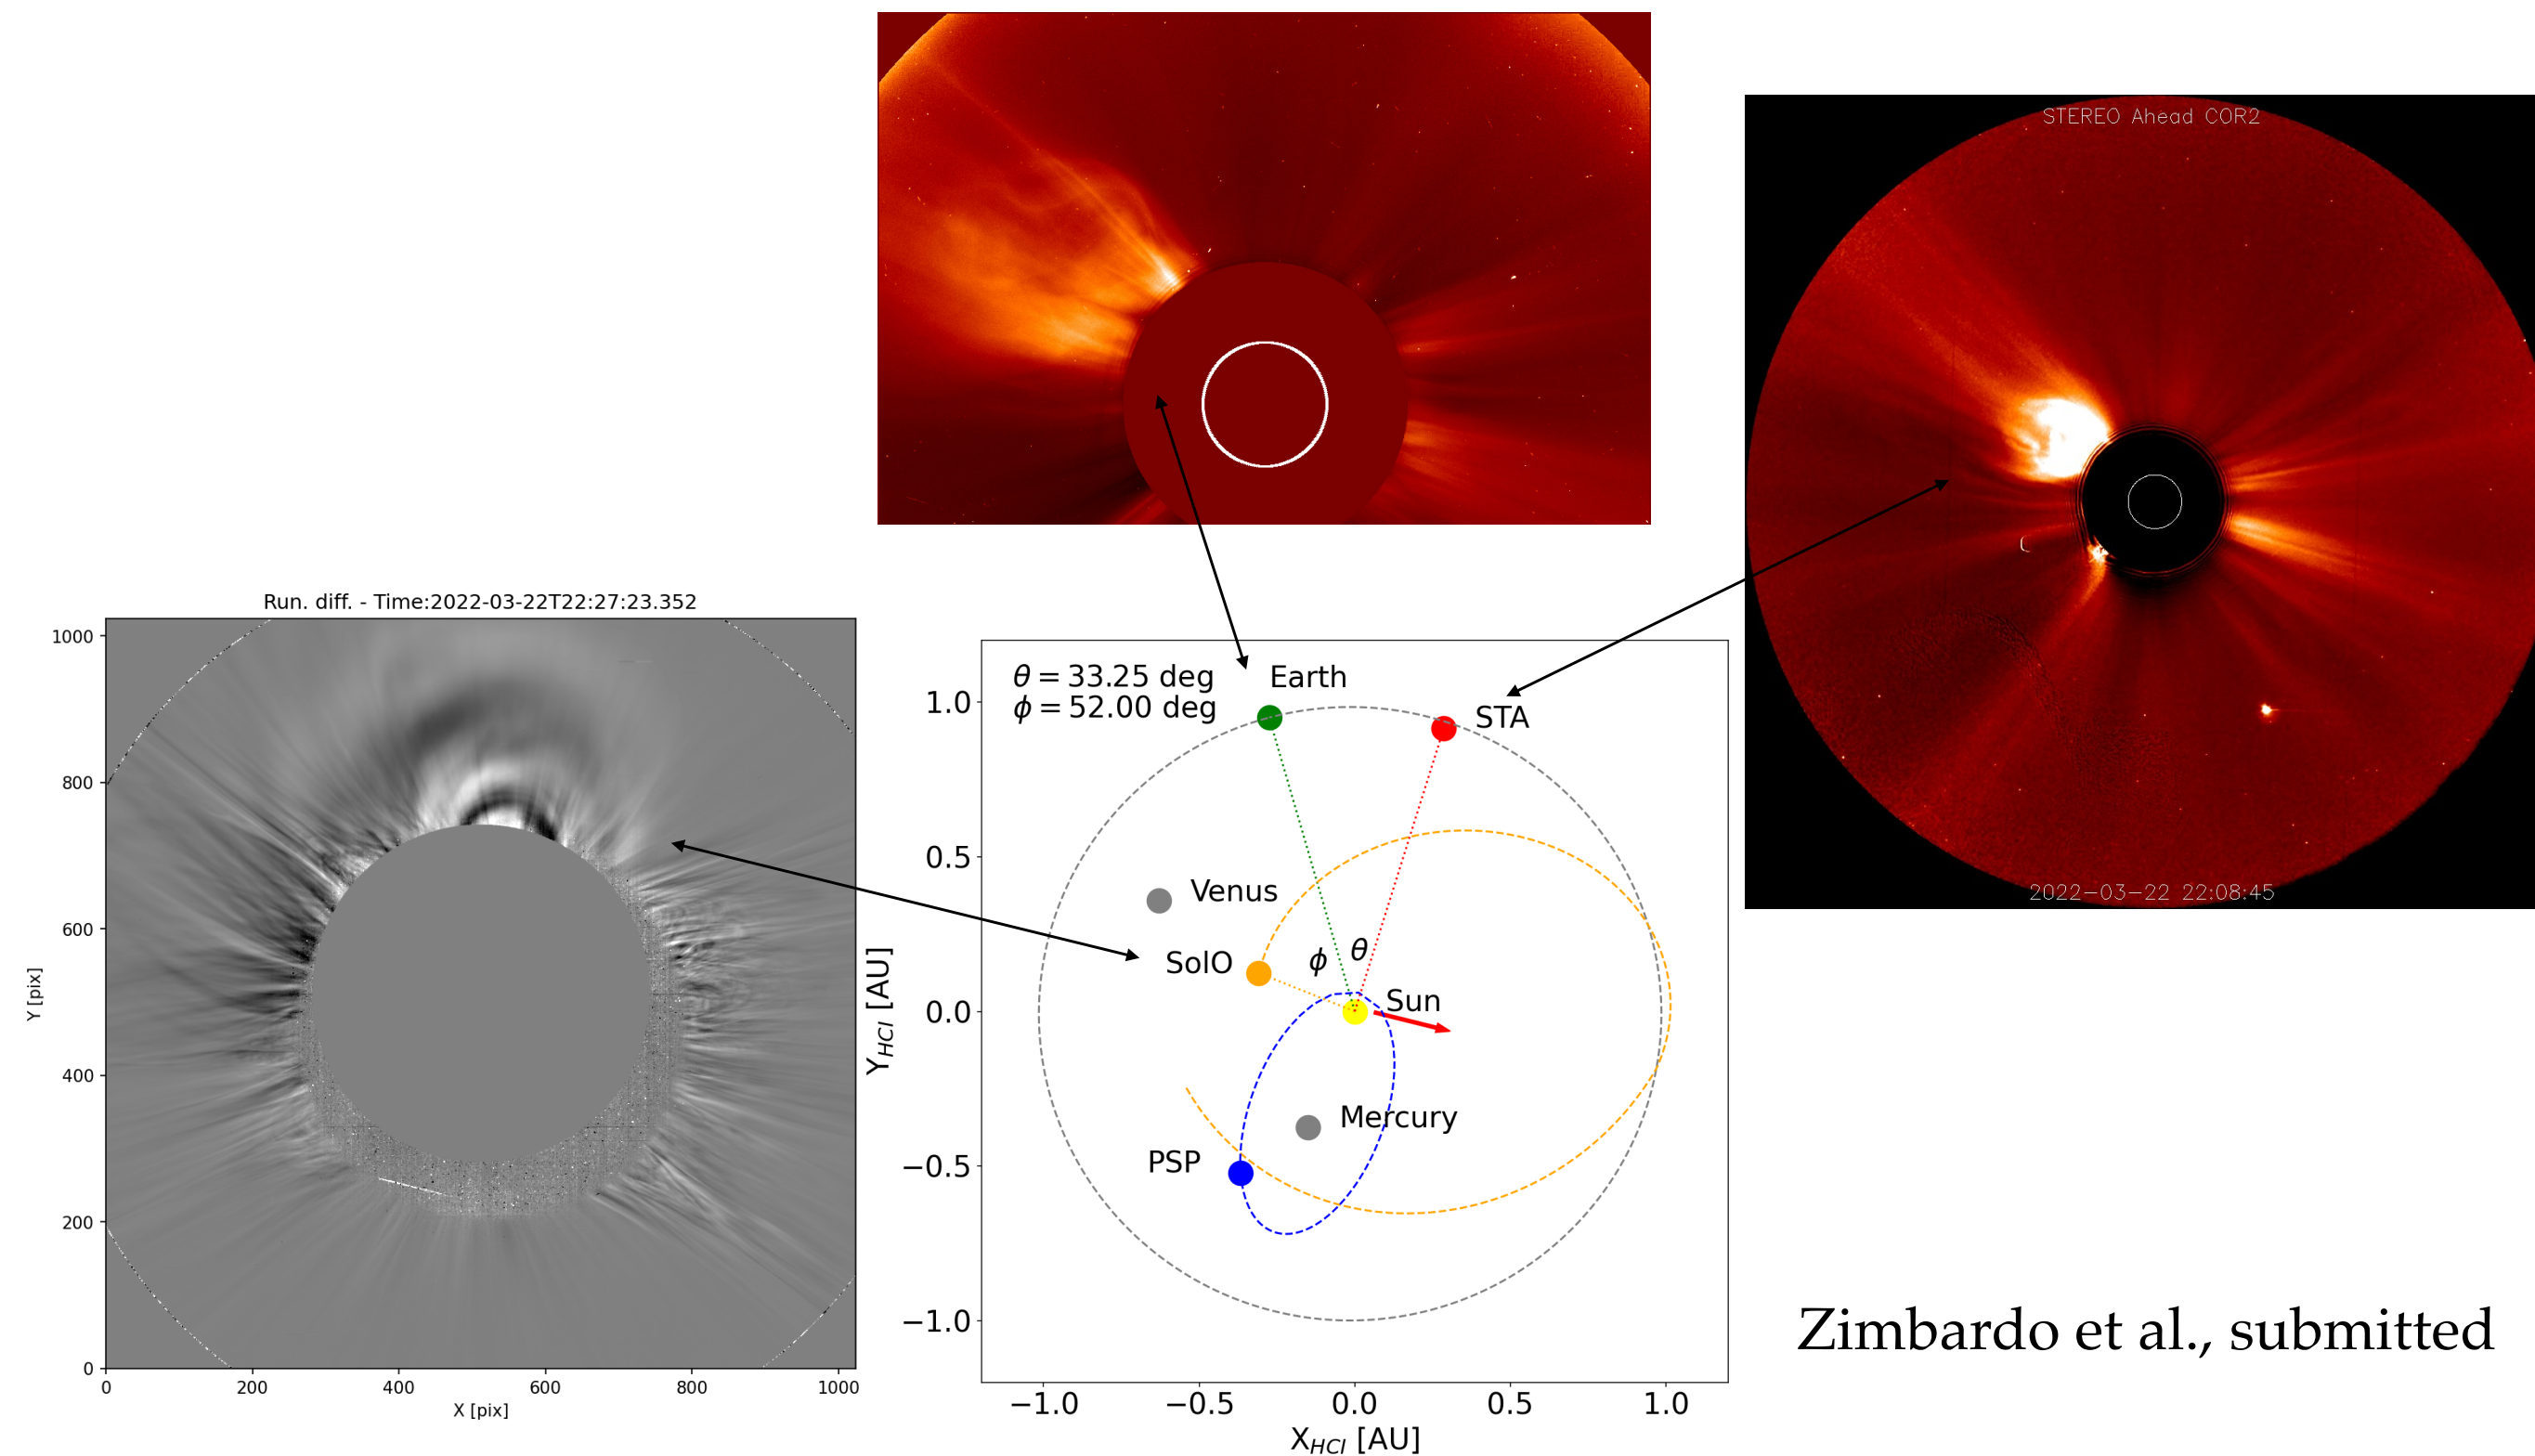 STEREO Ahead COR2
2022-03-22 22:08:45
Run. diff. - Time:2022-03-22T22:27:23.352
1000
800
600
400
200
0
Y [pix]
0 200 400 600 800 1000
X [pix]
θ = 33.25 deg
ϕ = 52.00 deg
Earth
STA
Venus
SolO
ϕ
θ
Sun
Mercury
PSP
1.0
0.5
0.0
−0.5
−1.0
Y_HCI [AU]
−1.0 −0.5 0.0 0.5 1.0
X_HCI [AU]
Zimbardo et al., submitted